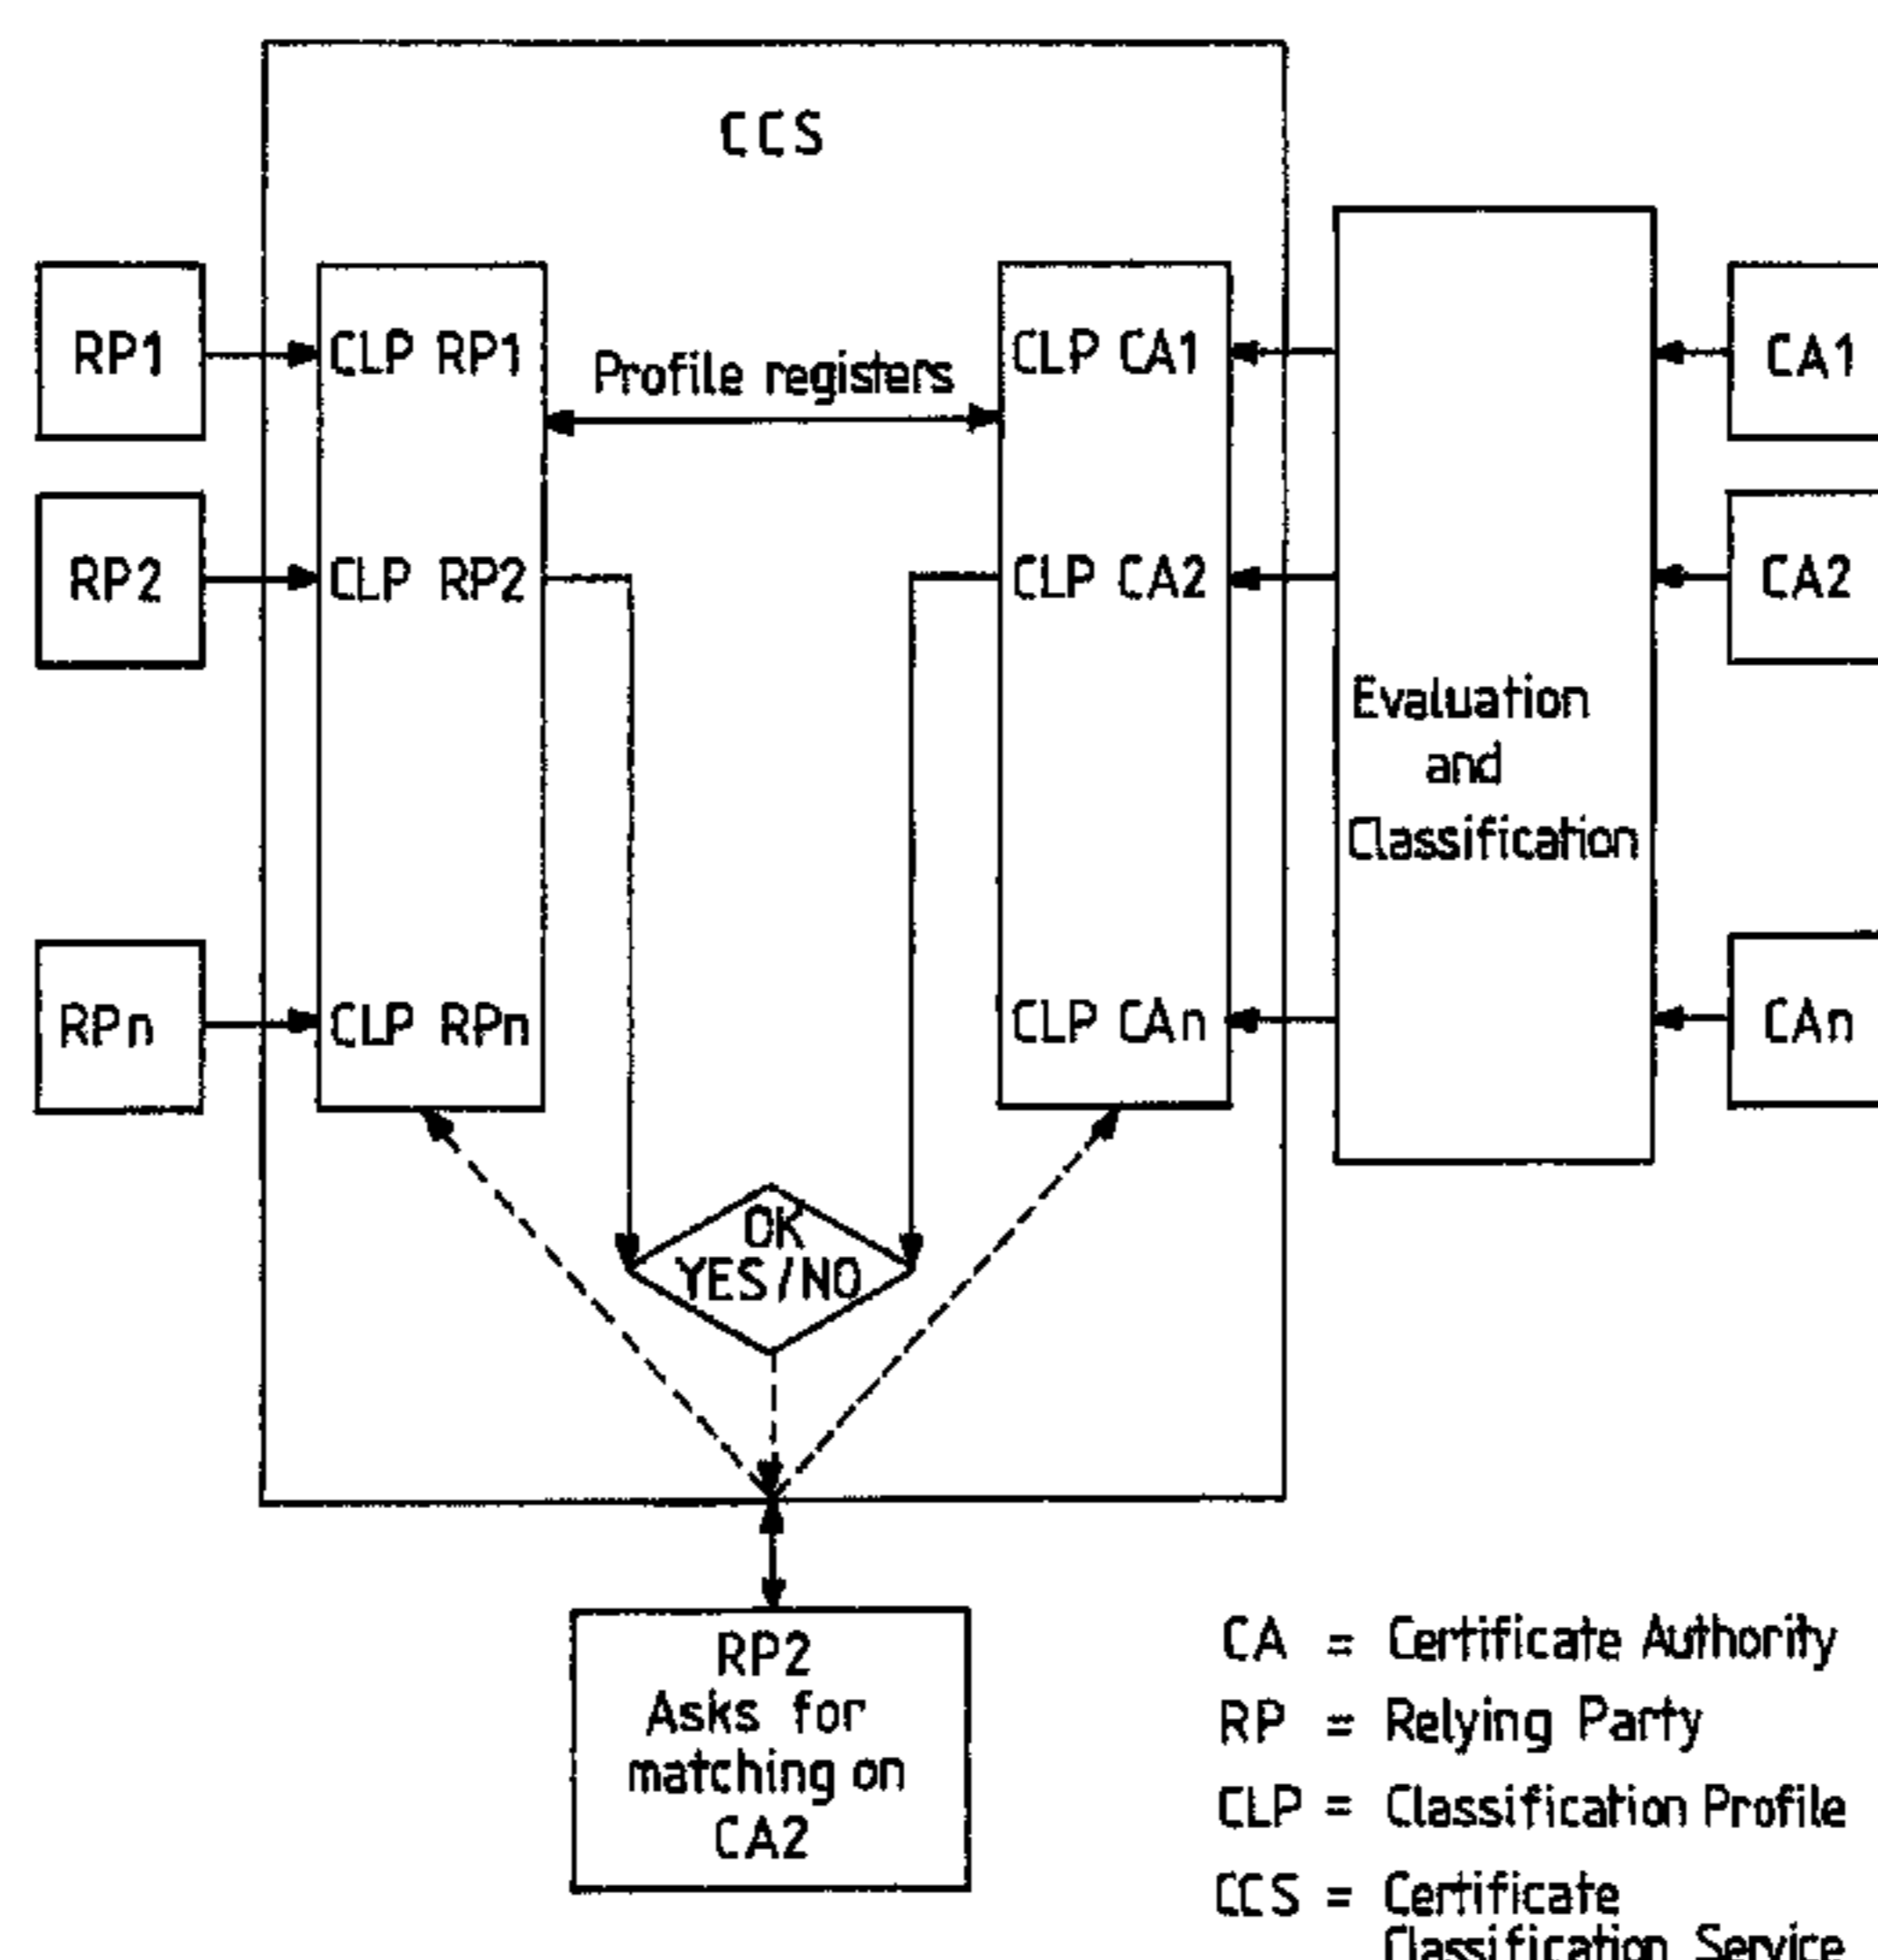 CCS
RP1
CLP RP1
Profile registers
CLP CA1
CA1
RP2
CLP RP2
CLP CA2
CA2
Evaluation
and
Classification
RPn
CLP RPn
CLP CAn
CAn
OK
YES/NO
RP2
Asks for
matching on
CA2
CA = Certificate Authority
RP = Relying Party
CLP = Classification Profile
CCS = Certificate
Classification Service